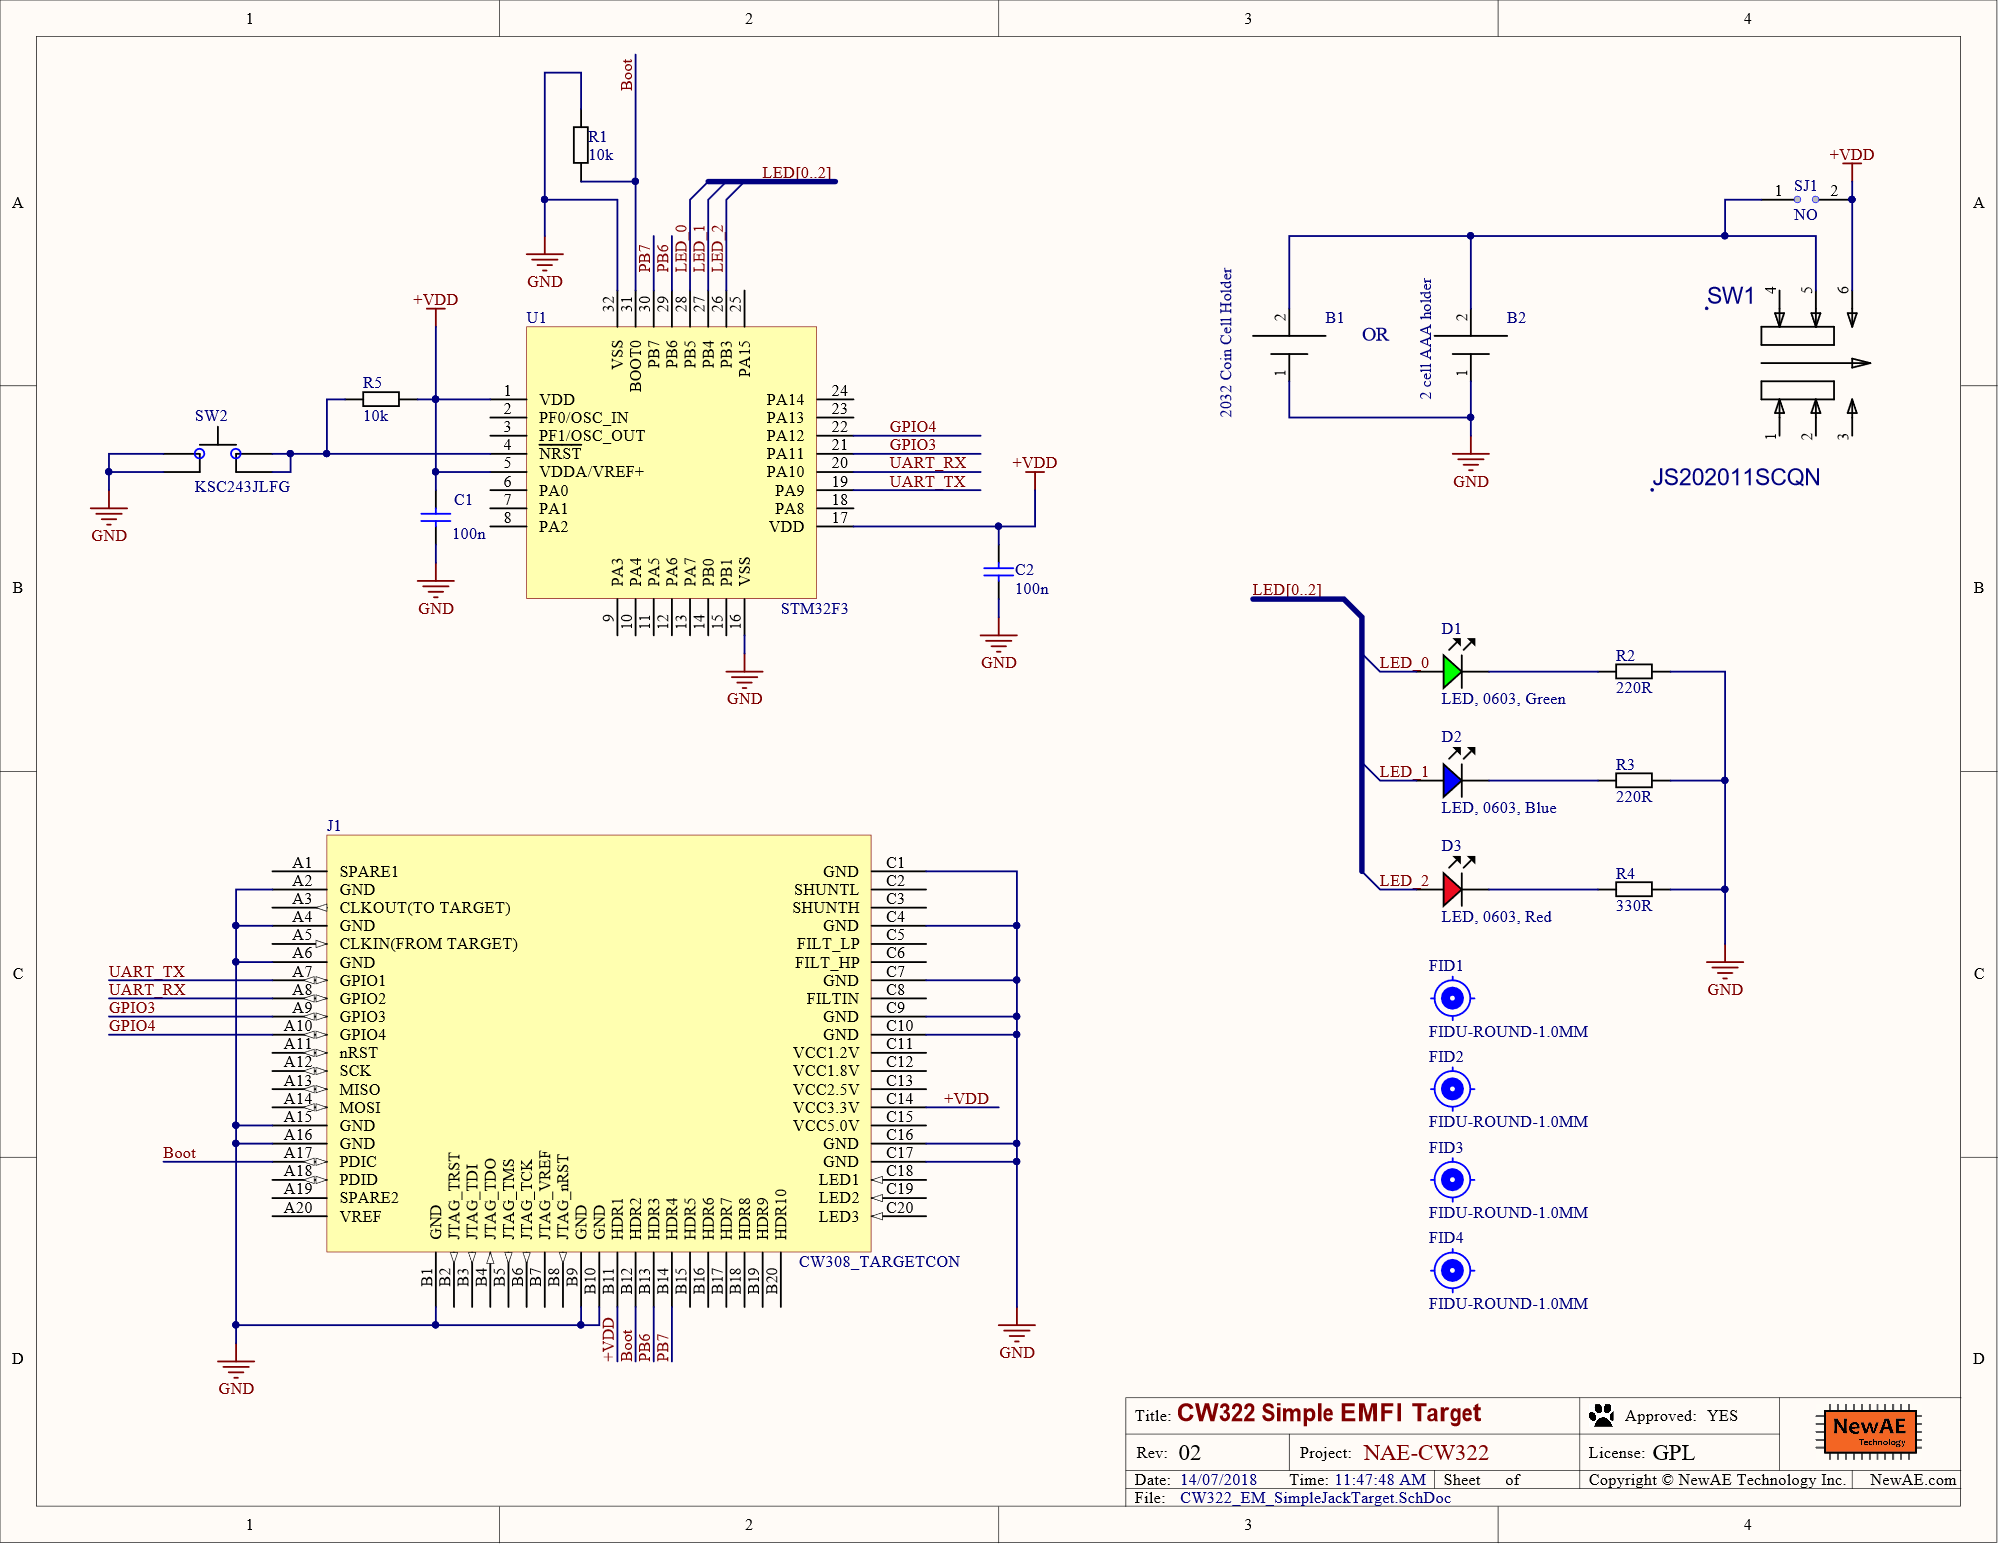 1 2 3 4
A
B
C
D
A
B
C
D
Boot
R1
10k
GND
LED[0..2]
PB7
PB6
LED_0
LED_1
LED_2
32
31
30
29
28
27
26
25
+VDD
U1
VSS
BOOT0
PB7
PB6
PB5
PB4
PB3
PA15
R5
10k
SW2
KSC243JLFG
GND
C1
100n
GND
1 VDD
2 PF0/OSC_IN
3 PF1/OSC_OUT
4 NRST
5 VDDA/VREF+
6 PA0
7 PA1
8 PA2
PA14 24
PA13 23
PA12 22 GPIO4
PA11 21 GPIO3
PA10 20 UART_RX
PA9 19 UART_TX
PA8 18
VDD 17
+VDD
C2
100n
GND
PA3
PA4
PA5
PA6
PA7
PB0
PB1
VSS
STM32F3
9
10
11
12
13
14
15
16
GND
+VDD
1 SJ1 2
NO
2032 Coin Cell Holder
2
1
B1
OR
2 cell AAA holder
2
1
B2
GND
.SW1
4
5
6
1
2
3
.JS202011SCQN
LED[0..2]
D1
LED_0
LED, 0603, Green
R2
220R
D2
LED_1
LED, 0603, Blue
R3
220R
D3
LED_2
LED, 0603, Red
R4
330R
GND
FID1
FIDU-ROUND-1.0MM
FID2
FIDU-ROUND-1.0MM
FID3
FIDU-ROUND-1.0MM
FID4
FIDU-ROUND-1.0MM
J1
A1 SPARE1
A2 GND
A3 CLKOUT(TO TARGET)
A4 GND
A5 CLKIN(FROM TARGET)
A6 GND
UART_TX A7 GPIO1
UART_RX A8 GPIO2
GPIO3 A9 GPIO3
GPIO4 A10 GPIO4
A11 nRST
A12 SCK
A13 MISO
A14 MOSI
A15 GND
A16 GND
Boot A17 PDIC
A18 PDID
A19 SPARE2
A20 VREF
GND C1
SHUNTL C2
SHUNTH C3
GND C4
FILT_LP C5
FILT_HP C6
GND C7
FILTIN C8
GND C9
GND C10
VCC1.2V C11
VCC1.8V C12
VCC2.5V C13
VCC3.3V C14 +VDD
VCC5.0V C15
GND C16
GND C17
LED1 C18
LED2 C19
LED3 C20
GND
JTAG_TRST
JTAG_TDI
JTAG_TDO
JTAG_TMS
JTAG_TCK
JTAG_VREF
JTAG_nRST
GND
GND
HDR1
HDR2
HDR3
HDR4
HDR5
HDR6
HDR7
HDR8
HDR9
HDR10
CW308_TARGETCON
B1
B2
B3
B4
B5
B6
B7
B8
B9
B10
B11
B12
B13
B14
B15
B16
B17
B18
B19
B20
+VDD
Boot
PB6
PB7
GND
GND
Title: CW322 Simple EMFI Target
Approved: YES
Rev: 02
Project: NAE-CW322
License: GPL
NewAE
Technology
Date: 14/07/2018 Time: 11:47:48 AM Sheet of
Copyright © NewAE Technology Inc. NewAE.com
File: CW322_EM_SimpleJackTarget.SchDoc
1 2 3 4